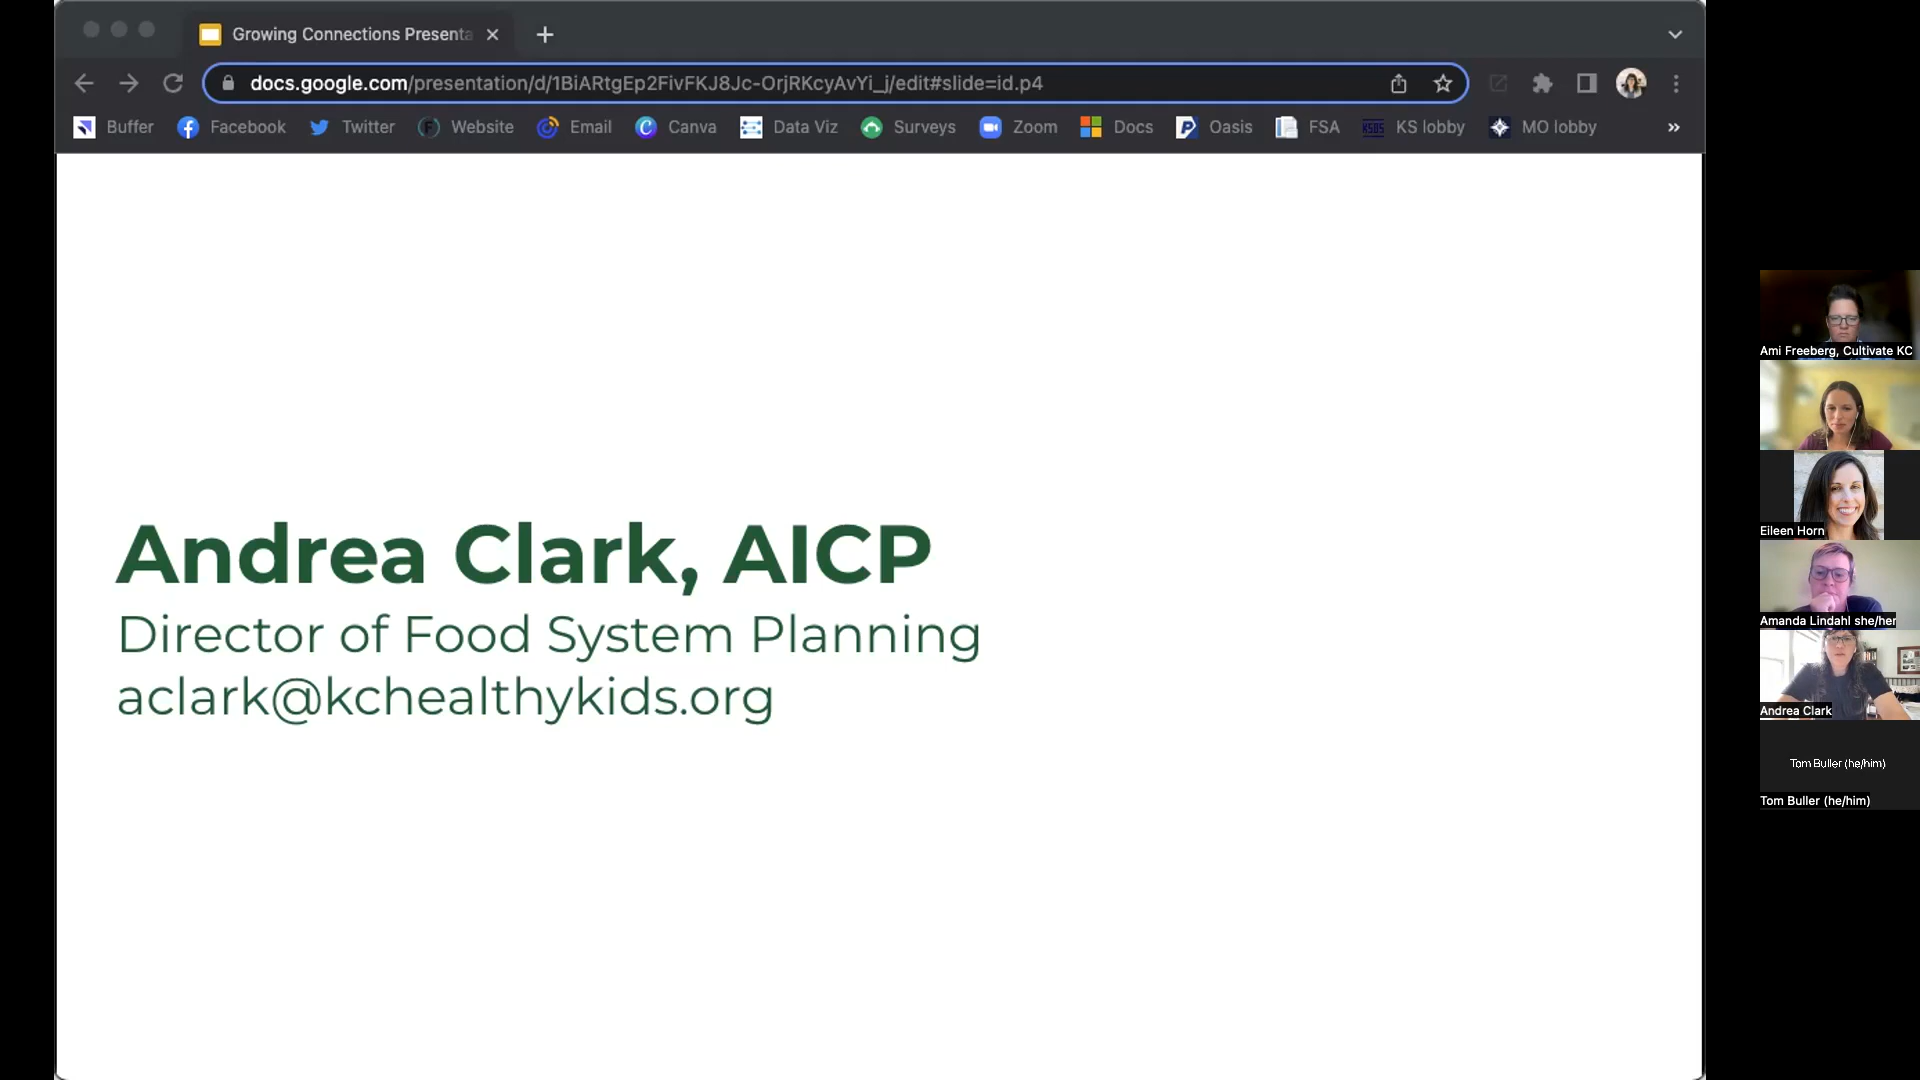 Growing Connections Presenta
docs.google.com/presentation/d/1BiARtgEp2FivFKJ8Jc-OrjRKcyAvYi_j/edit#slide=id.p4
Buffer Facebook Twitter Website Email Canva Data Viz Surveys Zoom Docs Oasis FSA KS lobby MO lobby »
Andrea Clark, AICP
Director of Food System Planning
aclark@kchealthykids.org
Ami Freeberg, Cultivate KC
Eileen Horn
Amanda Lindahl she/her
Andrea Clark
Tom Buller (he/him)
Tom Buller (he/him)